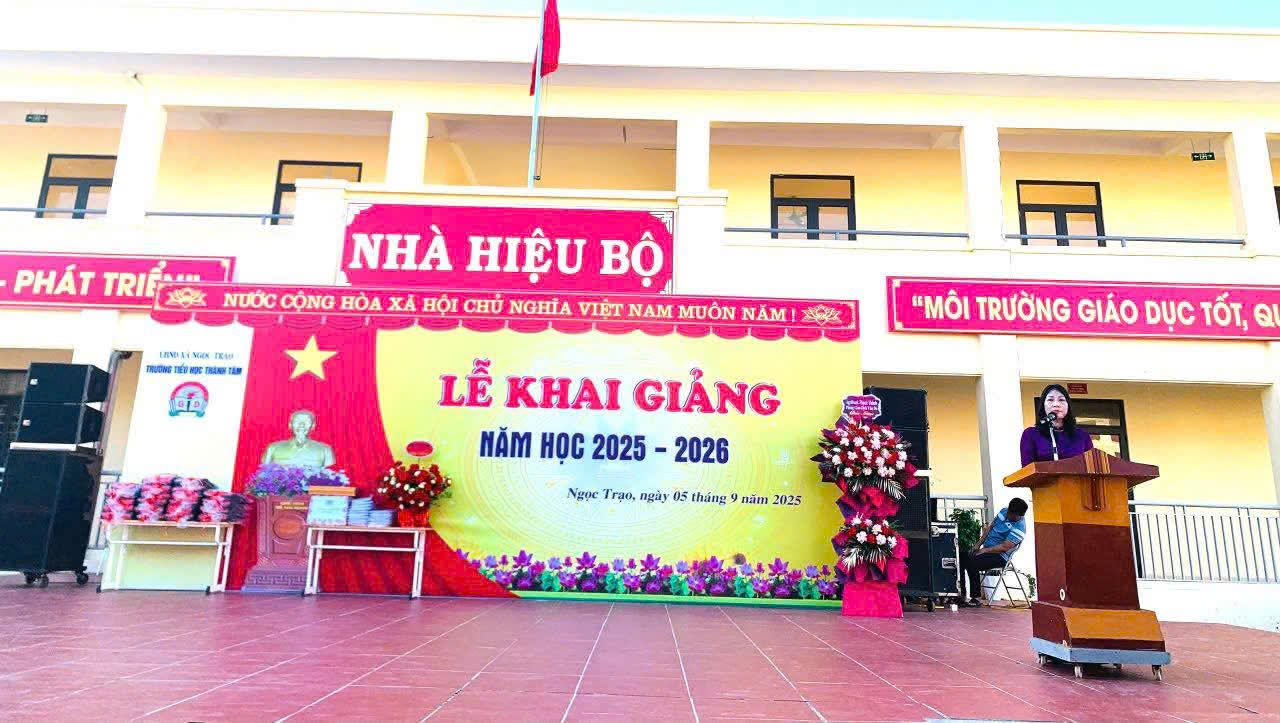 NHÀ HIỆU BỘ
- PHÁT TRIỂN"
NƯỚC CỘNG HÒA XÃ HỘI CHỦ NGHĨA VIỆT NAM MUÔN NĂM !
"MÔI TRƯỜNG GIÁO DỤC TỐT, QU
UBND XÃ NGỌC TRẠO
TRƯỜNG TIỂU HỌC THÀNH TÂM
GD
LỄ KHAI GIẢNG
NĂM HỌC 2025 - 2026
Ngọc Trạo, ngày 05 tháng 9 năm 2025